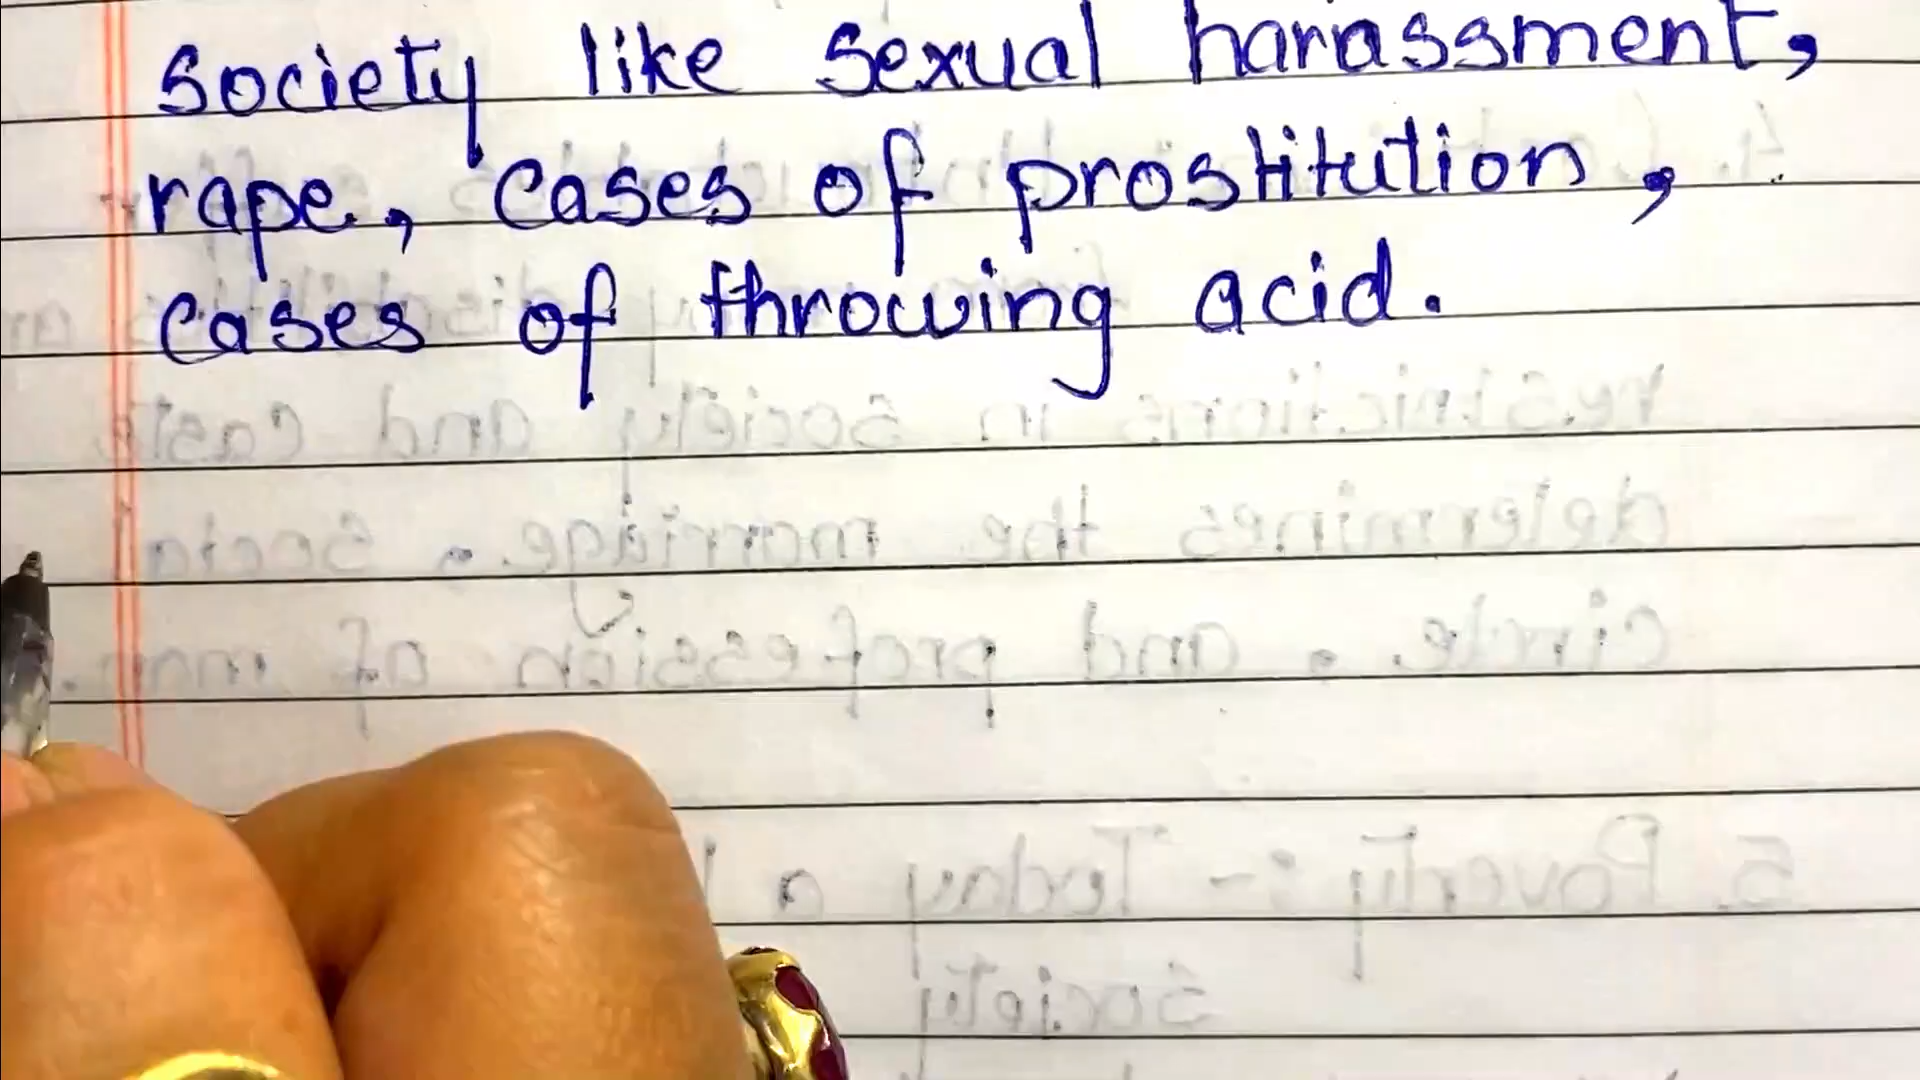 society like sexual harassment,
rape, cases of prostitution,
cases of throwing acid.